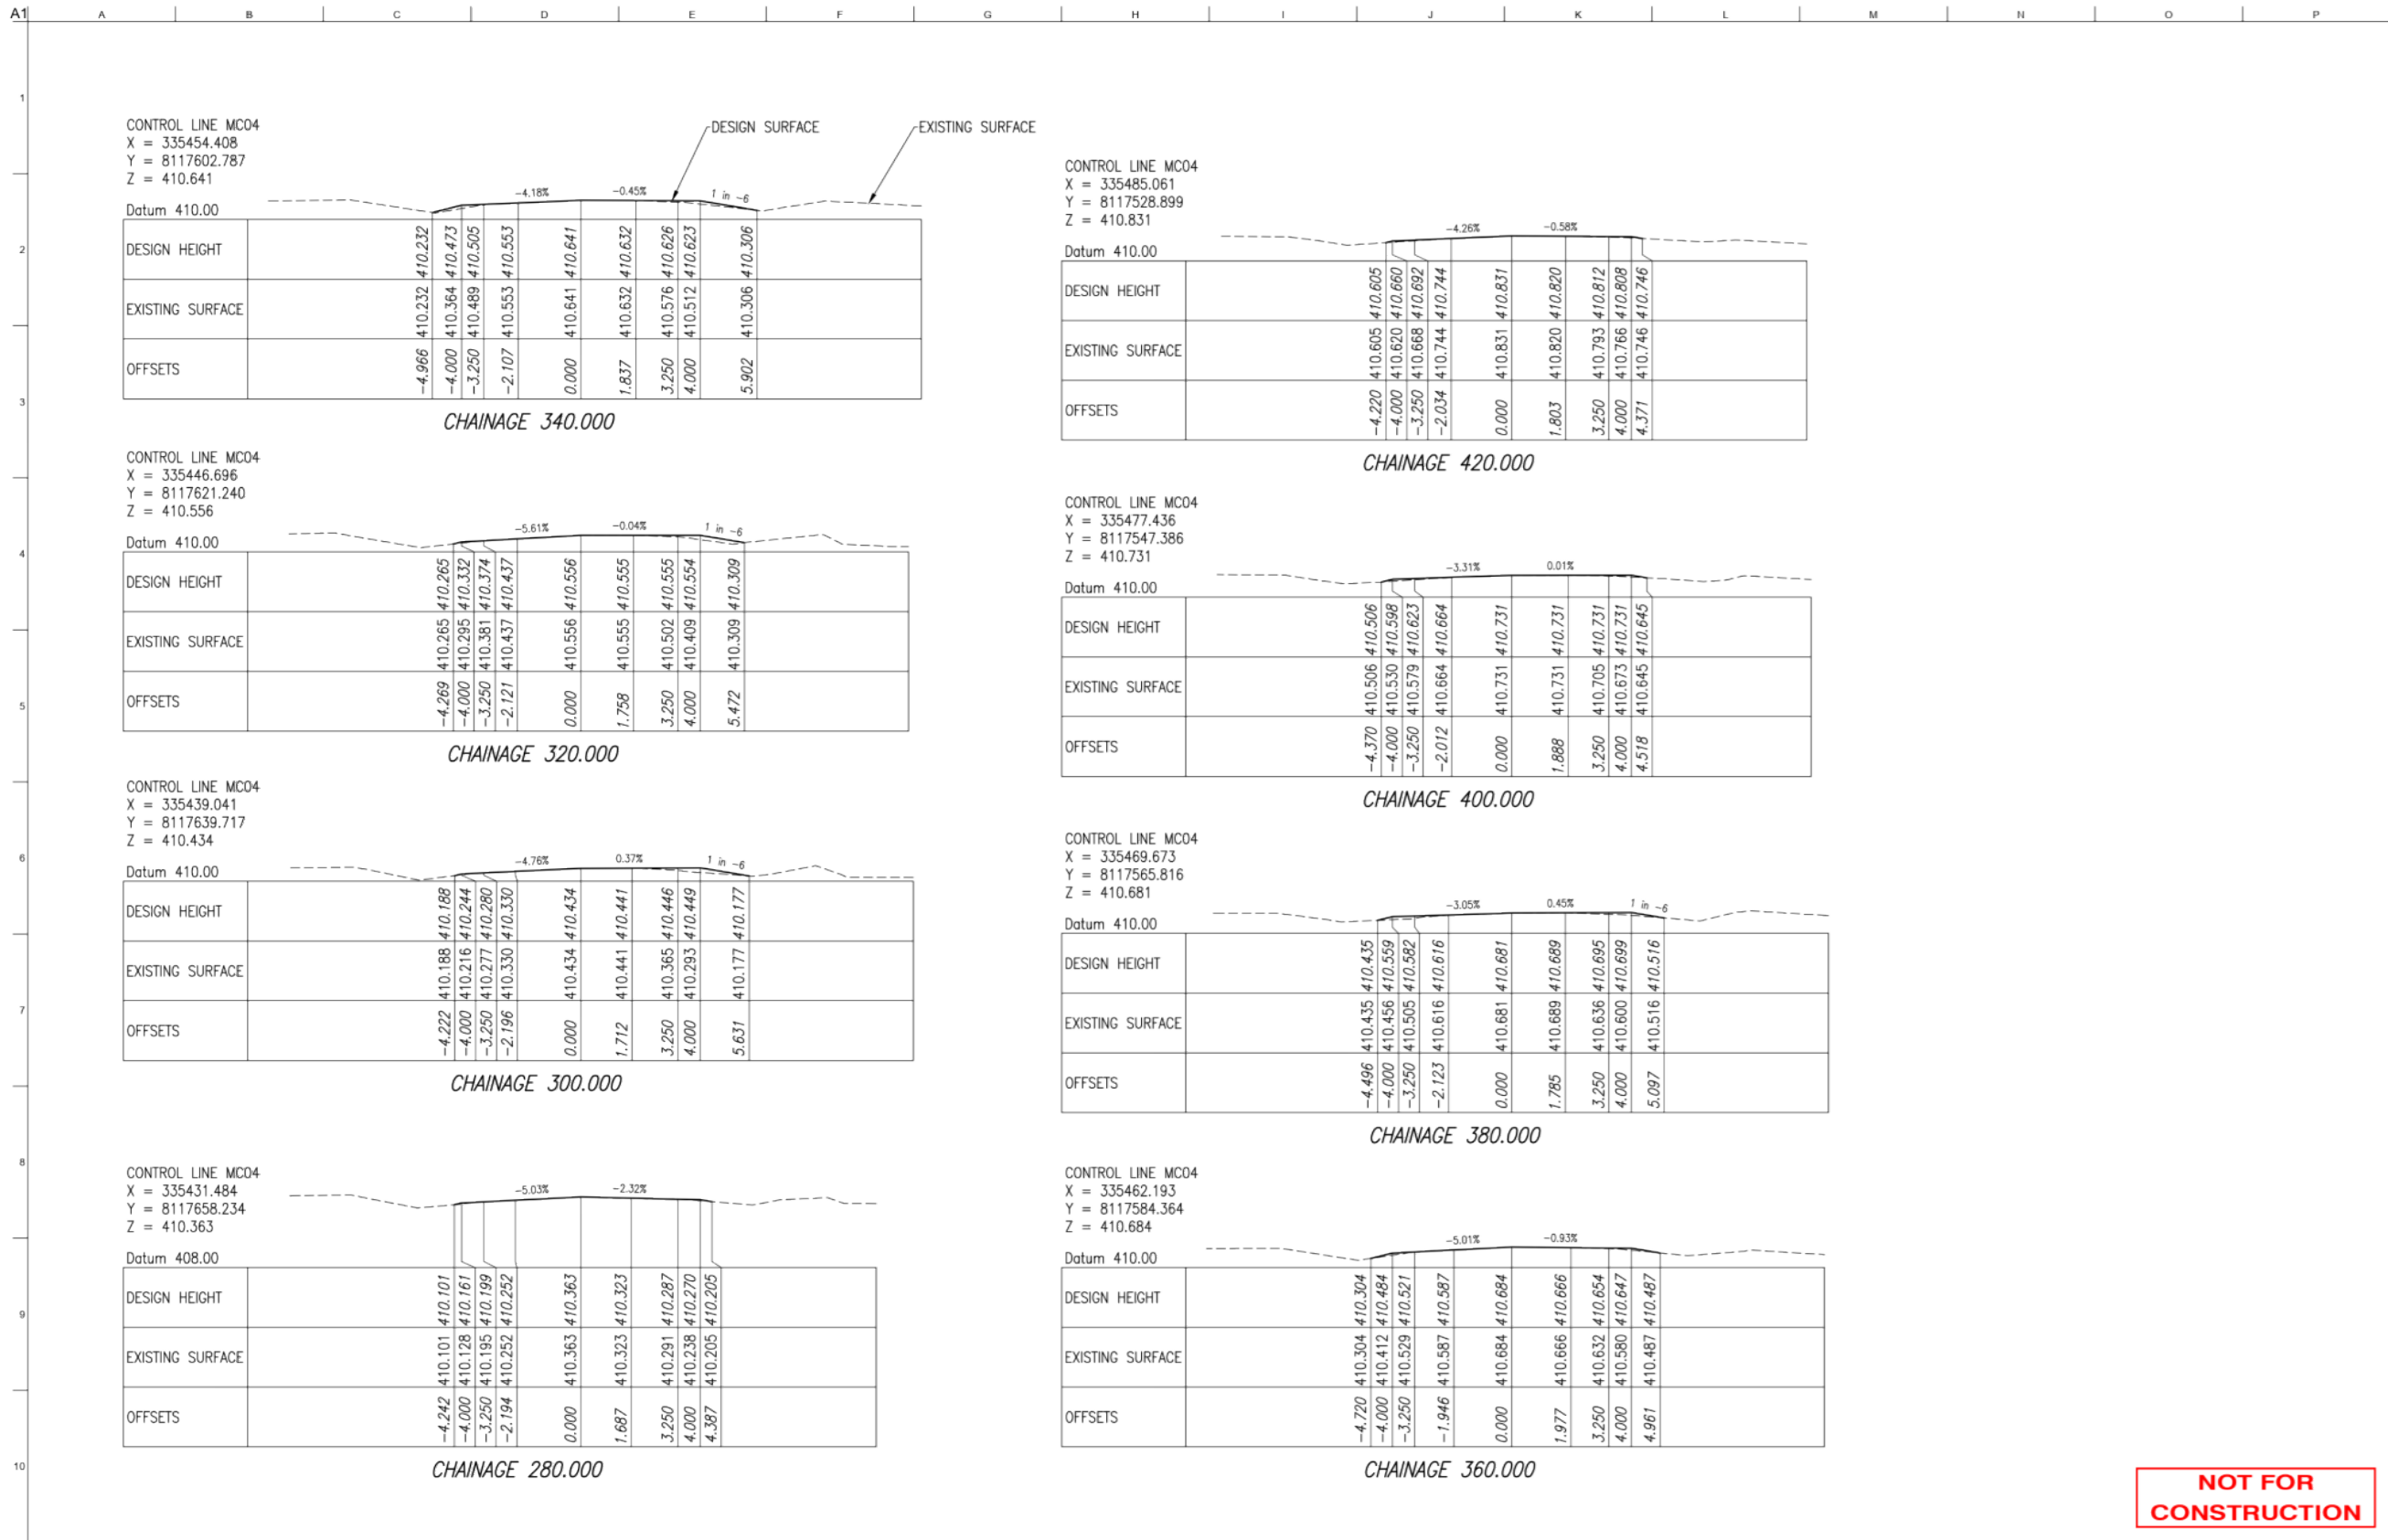 A1 A B C D E F G H I J K L M N O P
1
2
3
4
5
6
7
8
9
10
CONTROL LINE MC04
X = 335454.408
Y = 8117602.787
Z = 410.641
DESIGN SURFACE
EXISTING SURFACE
-4.18% -0.45% 1 in -6
Datum 410.00
DESIGN HEIGHT 410.232 410.473 410.505 410.553 410.641 410.632 410.626 410.623 410.306
EXISTING SURFACE 410.232 410.364 410.489 410.553 410.641 410.632 410.576 410.512 410.306
OFFSETS -4.966 -4.000 -3.250 -2.107 0.000 1.837 3.250 4.000 5.902
CHAINAGE 340.000
CONTROL LINE MC04
X = 335446.696
Y = 8117621.240
Z = 410.556
-5.61% -0.04% 1 in -6
Datum 410.00
DESIGN HEIGHT 410.265 410.332 410.374 410.437 410.556 410.555 410.555 410.554 410.309
EXISTING SURFACE 410.265 410.295 410.381 410.437 410.556 410.555 410.502 410.409 410.309
OFFSETS -4.269 -4.000 -3.250 -2.121 0.000 1.758 3.250 4.000 5.472
CHAINAGE 320.000
CONTROL LINE MC04
X = 335439.041
Y = 8117639.717
Z = 410.434
-4.76% 0.37% 1 in -6
Datum 410.00
DESIGN HEIGHT 410.188 410.244 410.280 410.330 410.434 410.441 410.446 410.449 410.177
EXISTING SURFACE 410.188 410.216 410.277 410.330 410.434 410.441 410.365 410.293 410.177
OFFSETS -4.222 -4.000 -3.250 -2.196 0.000 1.712 3.250 4.000 5.631
CHAINAGE 300.000
CONTROL LINE MC04
X = 335431.484
Y = 8117658.234
Z = 410.363
-5.03% -2.32%
Datum 408.00
DESIGN HEIGHT 410.101 410.161 410.199 410.252 410.363 410.323 410.287 410.270 410.205
EXISTING SURFACE 410.101 410.128 410.195 410.252 410.363 410.323 410.291 410.238 410.205
OFFSETS -4.242 -4.000 -3.250 -2.194 0.000 1.687 3.250 4.000 4.387
CHAINAGE 280.000
CONTROL LINE MC04
X = 335485.061
Y = 8117528.899
Z = 410.831
-4.26% -0.58%
Datum 410.00
DESIGN HEIGHT 410.605 410.660 410.692 410.744 410.831 410.820 410.812 410.808 410.746
EXISTING SURFACE 410.605 410.620 410.668 410.744 410.831 410.820 410.793 410.766 410.746
OFFSETS -4.220 -4.000 -3.250 -2.034 0.000 1.803 3.250 4.000 4.371
CHAINAGE 420.000
CONTROL LINE MC04
X = 335477.436
Y = 8117547.386
Z = 410.731
-3.31% 0.01%
Datum 410.00
DESIGN HEIGHT 410.506 410.598 410.623 410.664 410.731 410.731 410.731 410.731 410.645
EXISTING SURFACE 410.506 410.530 410.579 410.664 410.731 410.731 410.705 410.673 410.645
OFFSETS -4.370 -4.000 -3.250 -2.012 0.000 1.888 3.250 4.000 4.518
CHAINAGE 400.000
CONTROL LINE MC04
X = 335469.673
Y = 8117565.816
Z = 410.681
-3.05% 0.45% 1 in -6
Datum 410.00
DESIGN HEIGHT 410.435 410.559 410.582 410.616 410.681 410.689 410.695 410.699 410.516
EXISTING SURFACE 410.435 410.456 410.505 410.616 410.681 410.689 410.636 410.600 410.516
OFFSETS -4.496 -4.000 -3.250 -2.123 0.000 1.785 3.250 4.000 5.097
CHAINAGE 380.000
CONTROL LINE MC04
X = 335462.193
Y = 8117584.364
Z = 410.684
-5.01% -0.93%
Datum 410.00
DESIGN HEIGHT 410.304 410.484 410.521 410.587 410.684 410.666 410.654 410.647 410.487
EXISTING SURFACE 410.304 410.412 410.529 410.587 410.684 410.666 410.632 410.580 410.487
OFFSETS -4.720 -4.000 -3.250 -1.946 0.000 1.977 3.250 4.000 4.961
CHAINAGE 360.000
NOT FOR
CONSTRUCTION